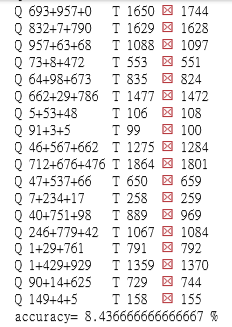 Q 693+957+0 T 1650 ☒ 1744
Q 832+7+790 T 1629 ☒ 1628
Q 957+63+68 T 1088 ☒ 1097
Q 73+8+472 T 553 ☒ 551
Q 64+98+673 T 835 ☒ 824
Q 662+29+786 T 1477 ☒ 1472
Q 5+53+48 T 106 ☒ 108
Q 91+3+5 T 99 ☒ 100
Q 46+567+662 T 1275 ☒ 1284
Q 712+676+476 T 1864 ☒ 1801
Q 47+537+66 T 650 ☒ 659
Q 7+234+17 T 258 ☒ 259
Q 40+751+98 T 889 ☒ 969
Q 246+779+42 T 1067 ☒ 1084
Q 1+29+761 T 791 ☒ 792
Q 1+429+929 T 1359 ☒ 1370
Q 90+14+625 T 729 ☒ 744
Q 149+4+5 T 158 ☒ 155
accuracy= 8.436666666666667 %